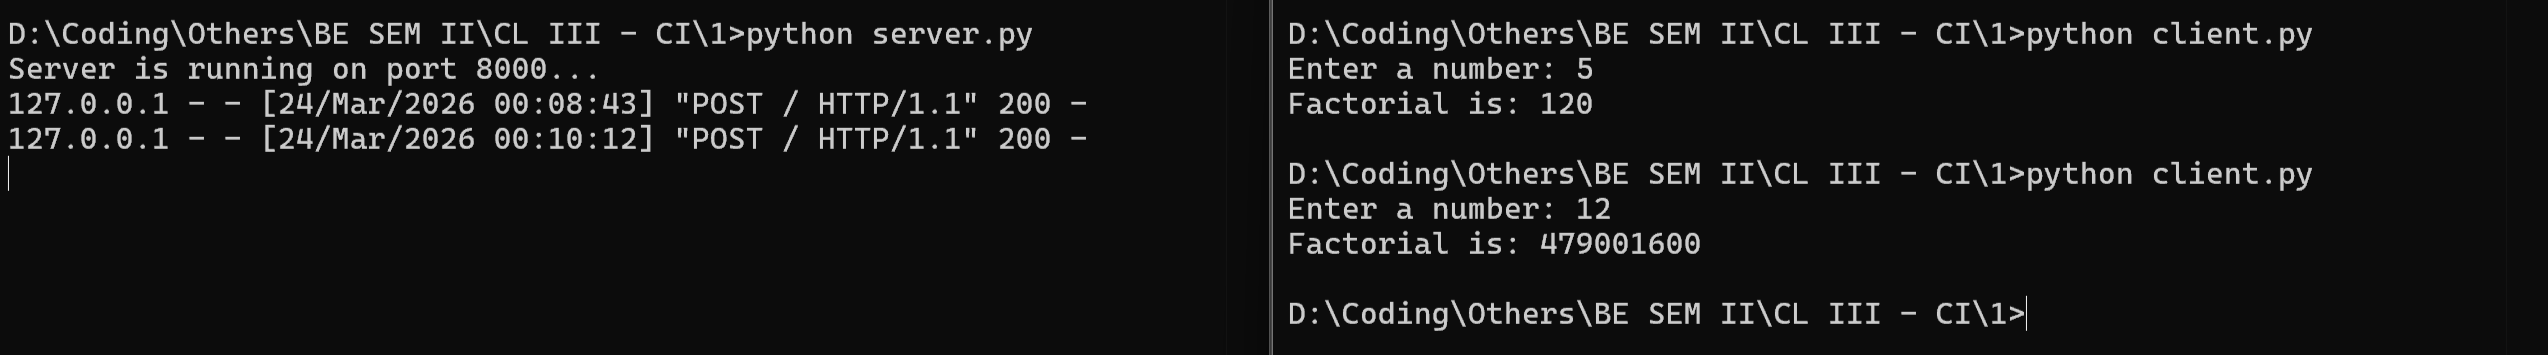 D:\Coding\Others\BE SEM II\CL III - CI\1>python server.py
Server is running on port 8000...
127.0.0.1 - - [24/Mar/2026 00:08:43] "POST / HTTP/1.1" 200 -
127.0.0.1 - - [24/Mar/2026 00:10:12] "POST / HTTP/1.1" 200 -
D:\Coding\Others\BE SEM II\CL III - CI\1>python client.py
Enter a number: 5
Factorial is: 120
D:\Coding\Others\BE SEM II\CL III - CI\1>python client.py
Enter a number: 12
Factorial is: 479001600
D:\Coding\Others\BE SEM II\CL III - CI\1>